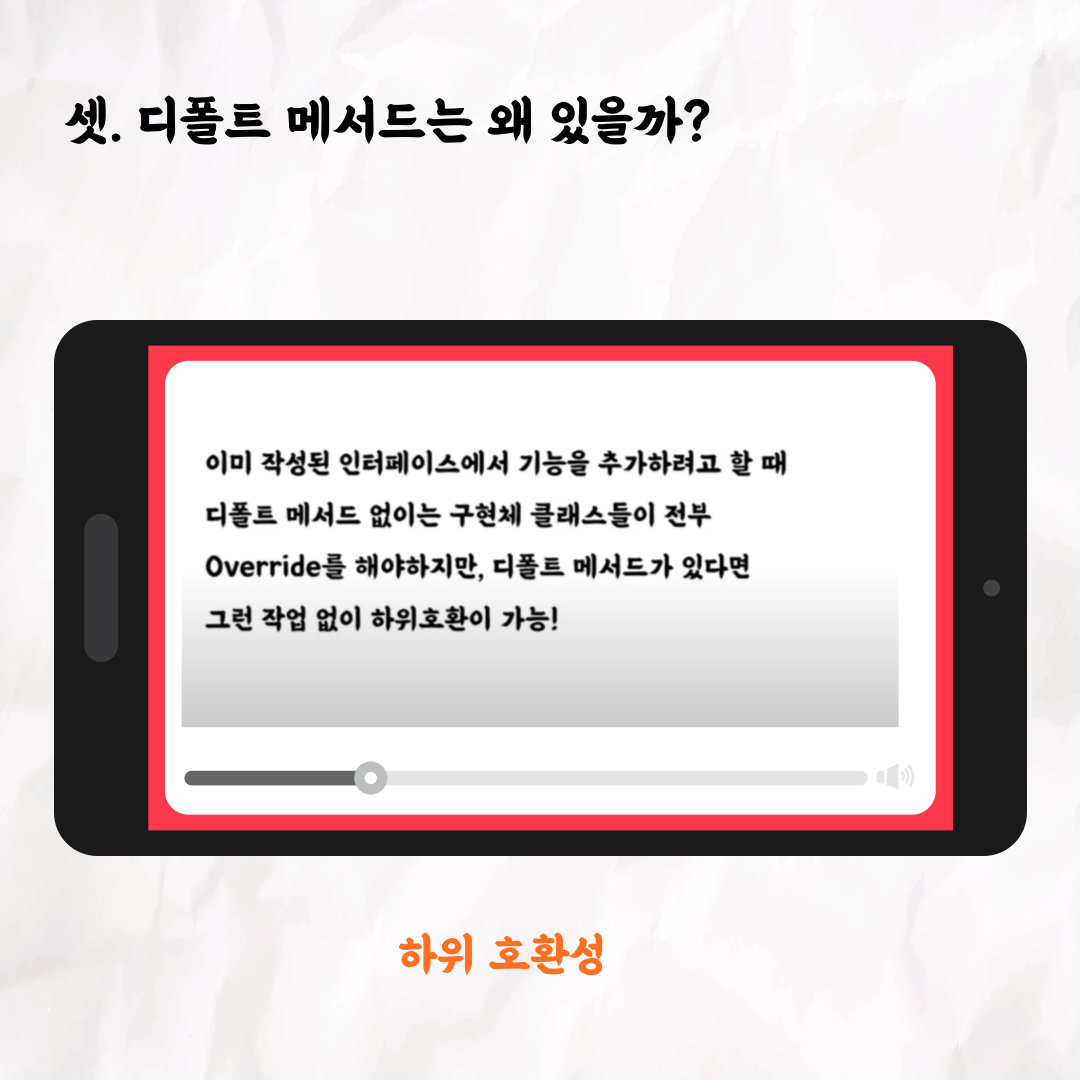 셋. 디폴트 메서드는 왜 있을까?
이미 작성된 인터페이스에서 기능을 추가하려고 할 때
디폴트 메서드 없이는 구현체 클래스들이 전부
Override를 해야하지만, 디폴트 메서드가 있다면
그런 작업 없이 하위호환이 가능!
하위 호환성